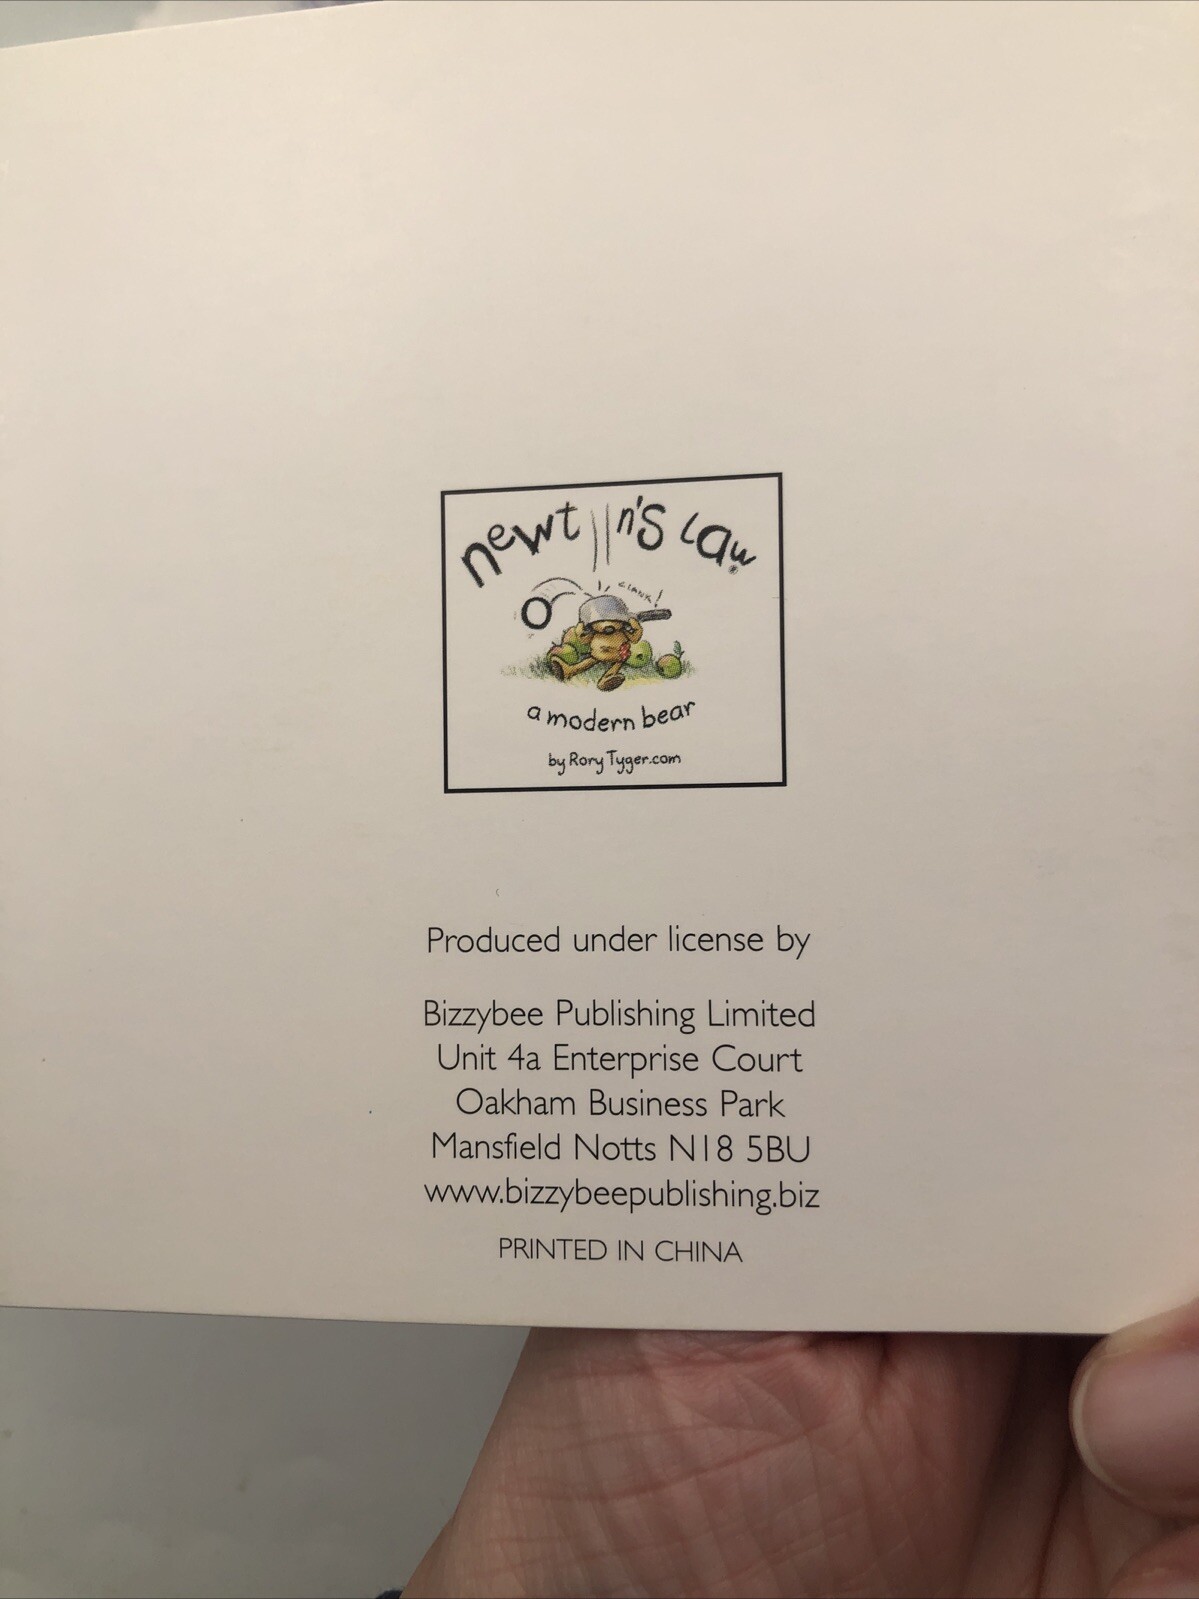 newton's law®
clank!
a modern bear
by Rory Tyger.com
Produced under license by
Bizzybee Publishing Limited
Unit 4a Enterprise Court
Oakham Business Park
Mansfield Notts N18 5BU
www.bizzybeepublishing.biz
PRINTED IN CHINA